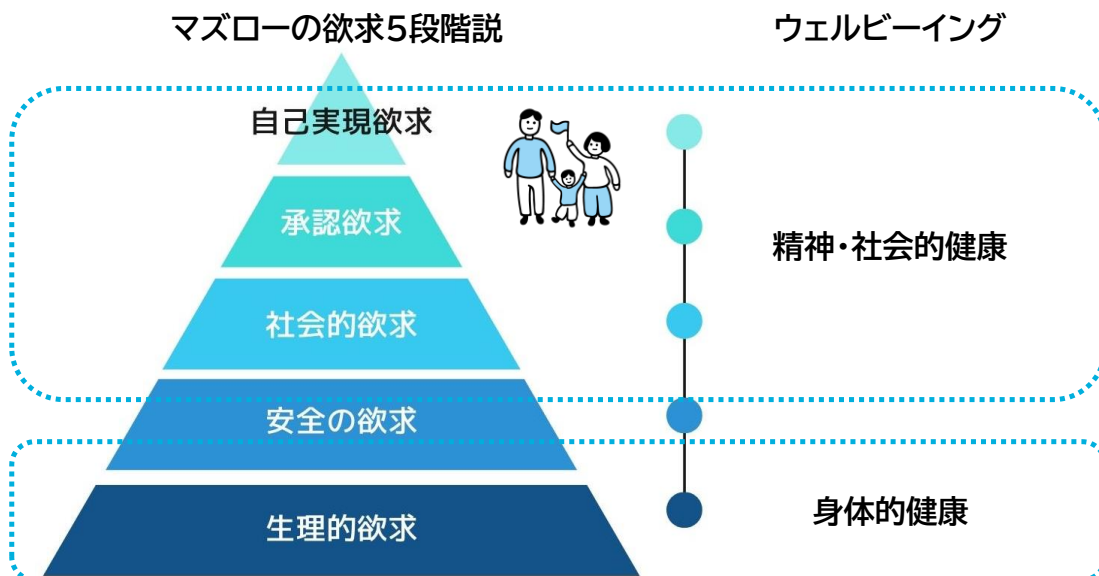 マズローの欲求5段階説
ウェルビーイング
自己実現欲求
承認欲求
精神・社会的健康
社会的欲求
安全の欲求
生理的欲求
身体的健康